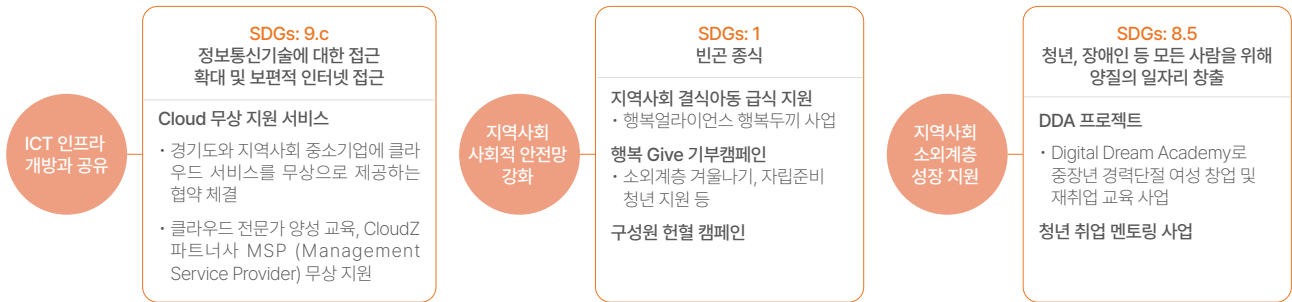 ICT 인프라
개발과 공유
SDGs: 9.c
정보통신기술에 대한 접근
확대 및 보편적 인터넷 접근
Cloud 무상 지원 서비스
· 경기도와 지역사회 중소기업에 클라
우드 서비스를 무상으로 제공하는
협약 체결
· 클라우드 전문가 양성 교육, CloudZ
파트너사 MSP (Management
Service Provider) 무상 지원
지역사회
사회적 안전망
강화
SDGs: 1
빈곤 종식
지역사회 결식아동 급식 지원
· 행복얼라이언스 행복두끼 사업
행복 Give 기부캠페인
· 소외계층 겨울나기, 자립준비
청년 지원 등
구성원 헌혈 캠페인
지역사회
소외계층
성장 지원
SDGs: 8.5
청년, 장애인 등 모든 사람을 위해
양질의 일자리 창출
DDA 프로젝트
· Digital Dream Academy로
중장년 경력단절 여성 창업 및
재취업 교육 사업
청년 취업 멘토링 사업